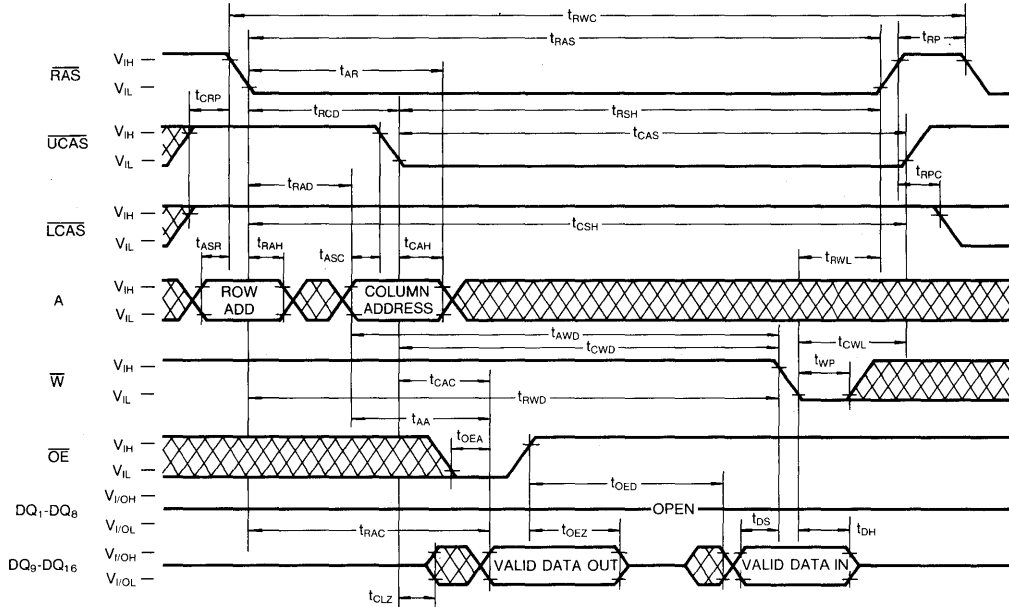 tRWC
tRAS
tRP
RAS
VIH
VIL
tAR
tCRP
tRCD
tRSH
UCAS
VIH
VIL
tCAS
tRAD
tRPC
LCAS
VIH
VIL
tCSH
tASR
tRAH
tASC
tCAH
tRWL
A
VIH
VIL
ROW ADD
COLUMN ADDRESS
tAWD
tCWD
tCWL
W
VIH
VIL
tCAC
tWP
tRWD
tAA
OE
VIH
VIL
tOEA
tOED
DQ1-DQ8
VI/OH
VI/OL
OPEN
tRAC
tOEZ
tDS
tDH
DQ9-DQ16
VI/OH
VI/OL
VALID DATA OUT
VALID DATA IN
tCLZ